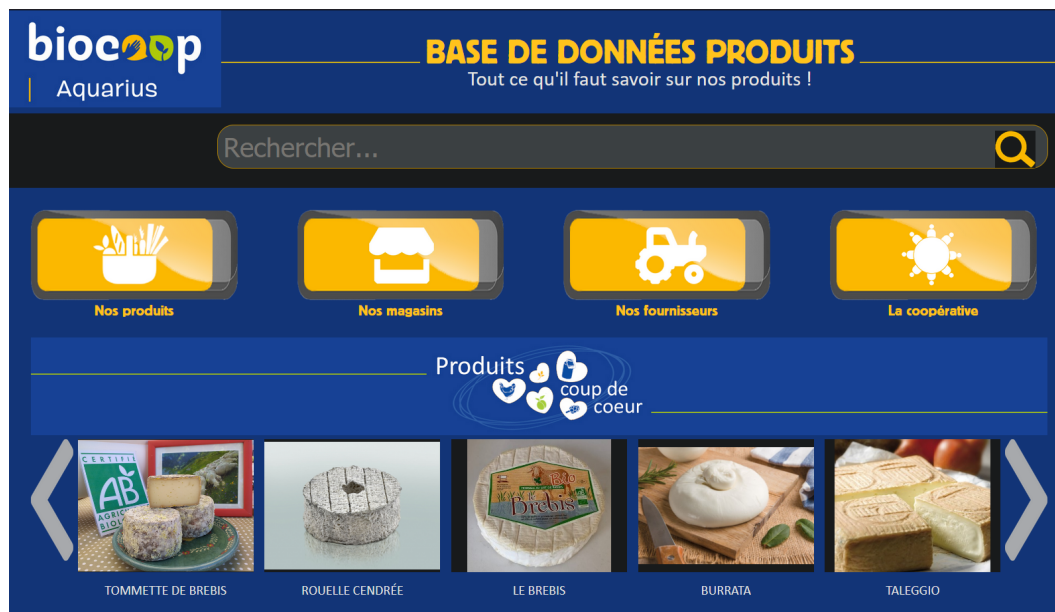 biocoop
Aquarius
BASE DE DONNÉES PRODUITS
Tout ce qu'il faut savoir sur nos produits !
Rechercher...
Nos produits
Nos magasins
Nos fournisseurs
La coopérative
Produits
coup de
coeur
CERTIFIÉ
AB
AGRIC
BIOL
Bio
Brebis
TOMMETTE DE BREBIS
ROUELLE CENDRÉE
LE BREBIS
BURRATA
TALEGGIO